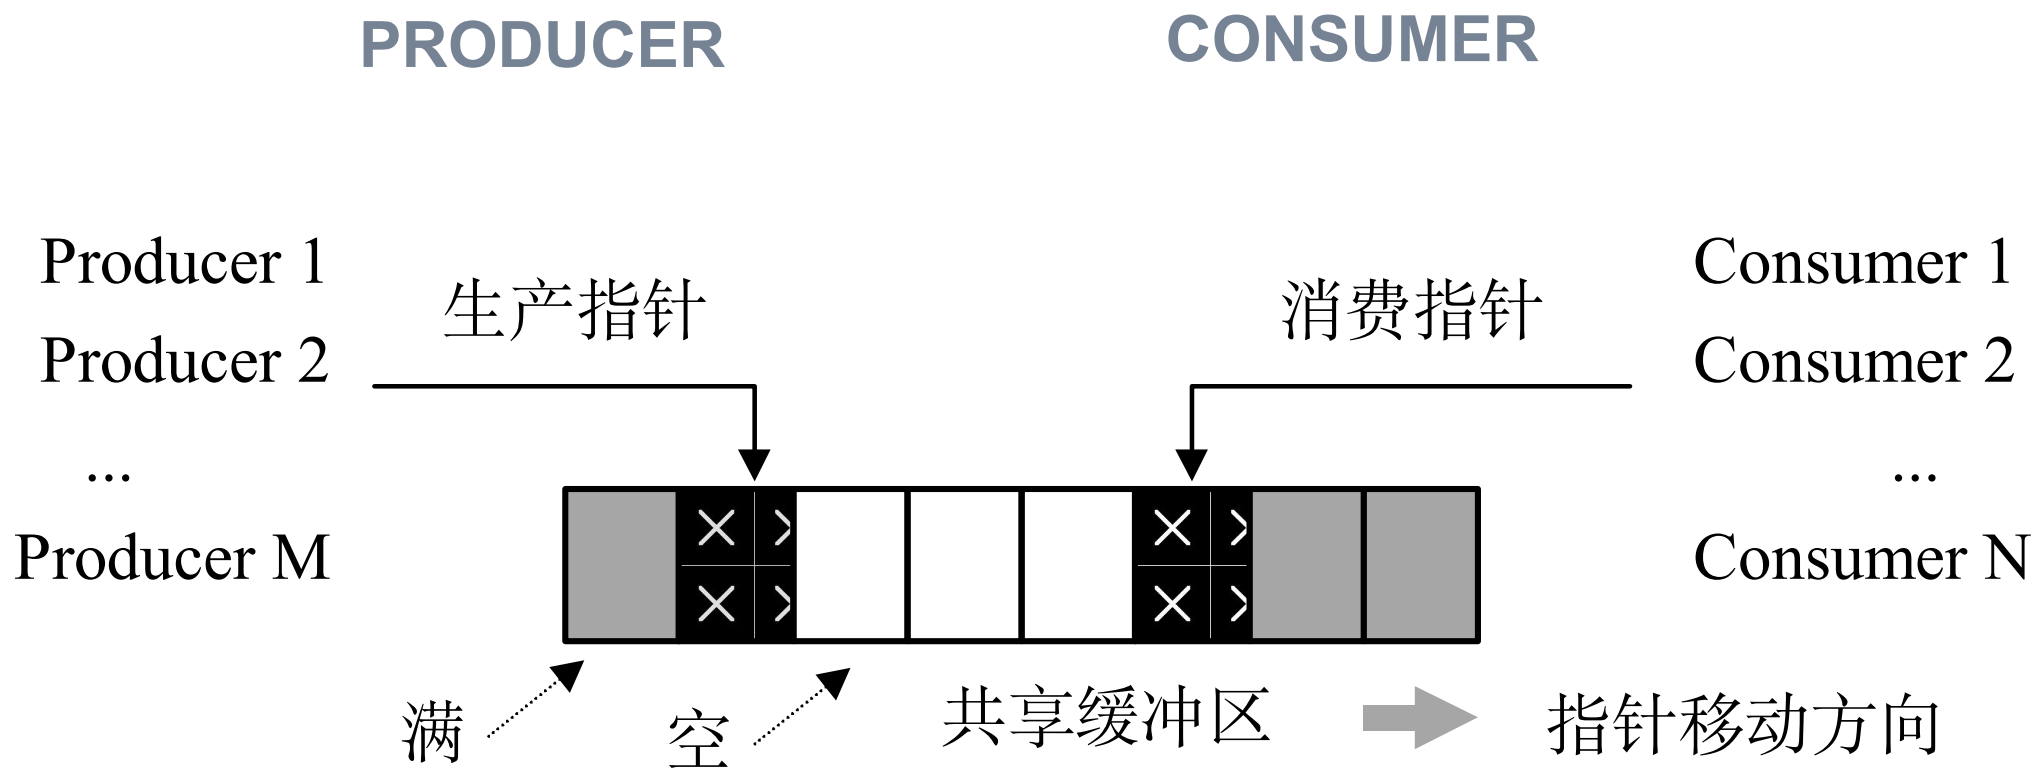 PRODUCER
CONSUMER
Producer 1
Producer 2
...
Producer M
生产指针
消费指针
Consumer 1
Consumer 2
...
Consumer N
满
空
共享缓冲区
指针移动方向